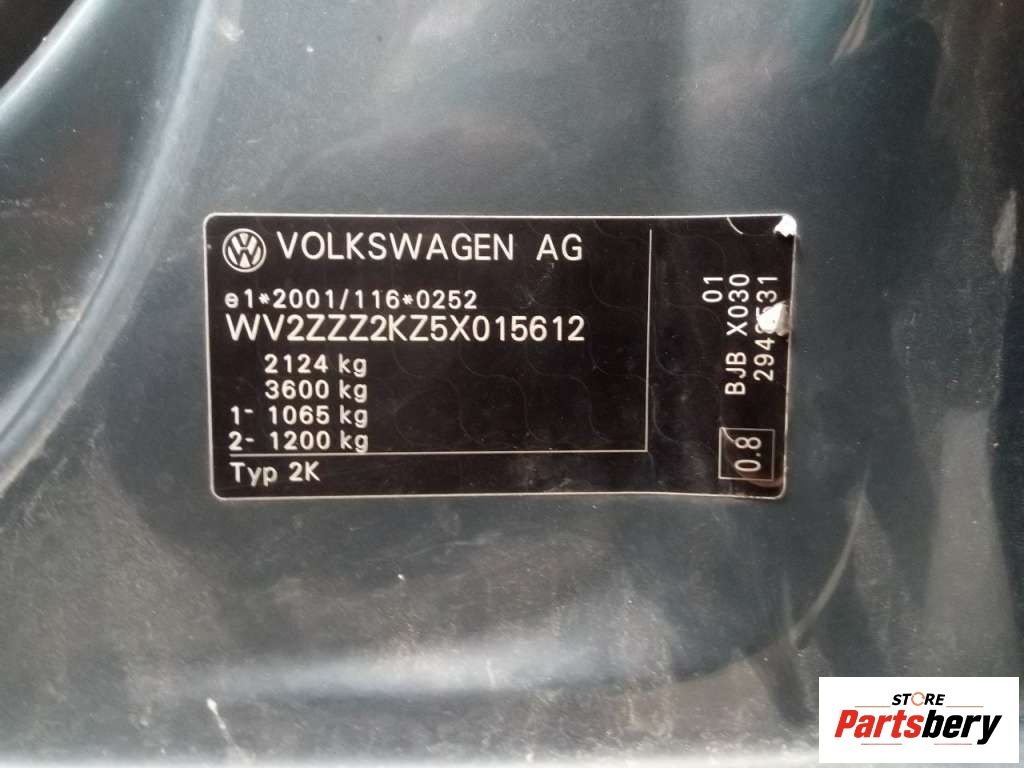 VOLKSWAGEN AG
e1*2001/116*0252
WV2ZZZ2KZ5X015612
2124 kg
3600 kg
1- 1065 kg
2- 1200 kg
Typ 2K
01
BJB X030
0.8
STORE
Partsbery